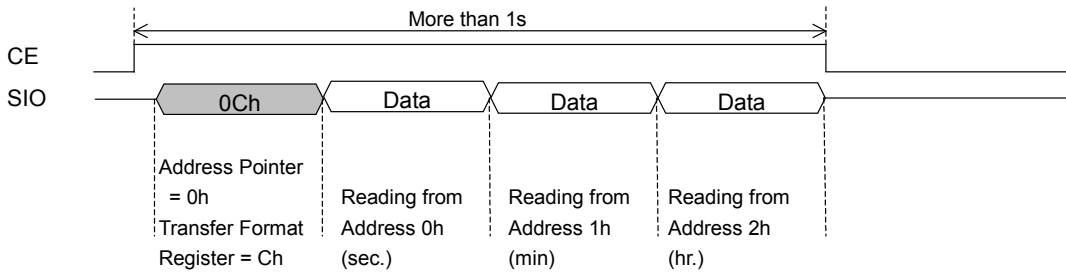 More than 1s
CE
SIO
0Ch
Data
Data
Data
Address Pointer
= 0h
Transfer Format
Register = Ch
Reading from
Address 0h
(sec.)
Reading from
Address 1h
(min)
Reading from
Address 2h
(hr.)